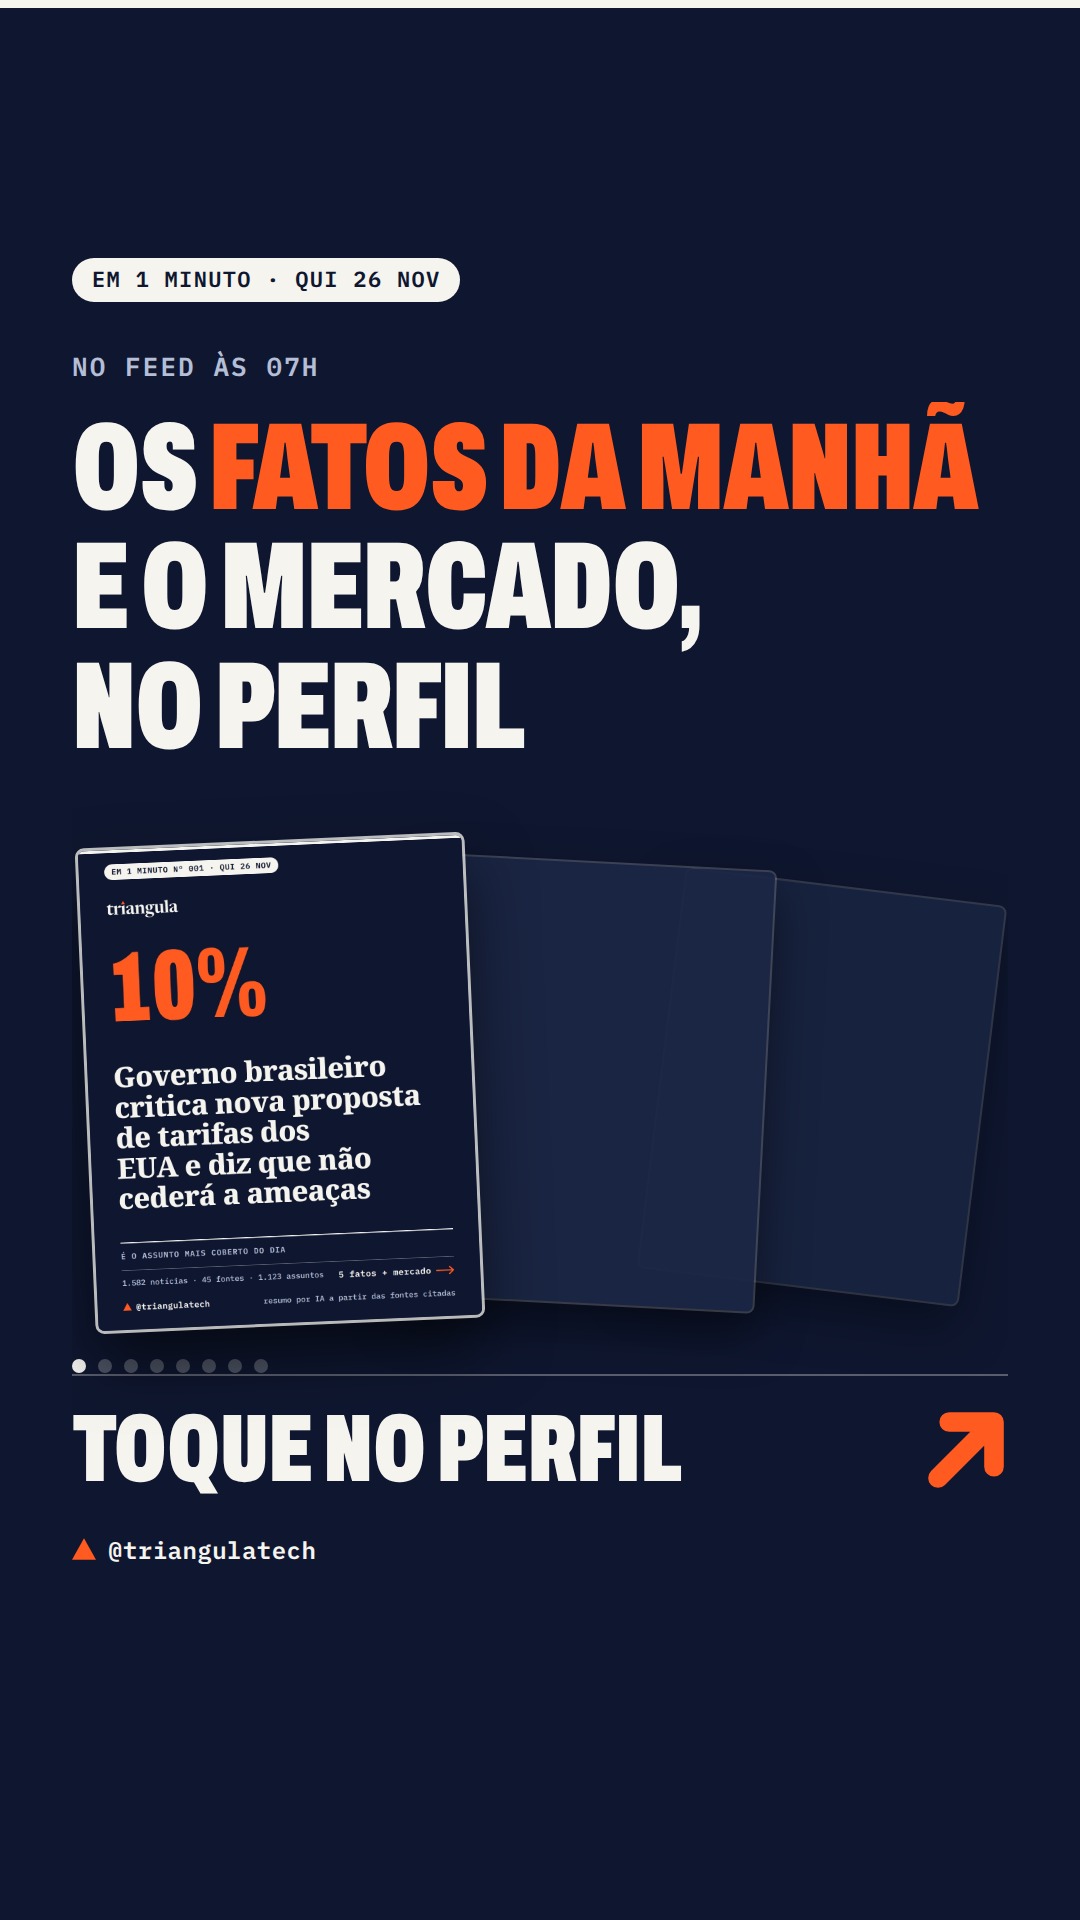 EM 1 MINUTO · QUI 26 NOV
NO FEED ÀS 07H
OS FATOS DA MANHÃ
E O MERCADO,
NO PERFIL
EM 1 MINUTO Nº 001 · QUI 26 NOV
triangula
10%
Governo brasileiro
critica nova proposta
de tarifas dos
EUA e diz que não
cederá a ameaças
É O ASSUNTO MAIS COBERTO DO DIA
1.582 notícias · 45 fontes · 1.123 assuntos 5 fatos + mercado
@triangulatech resumo por IA a partir das fontes citadas
TOQUE NO PERFIL
@triangulatech